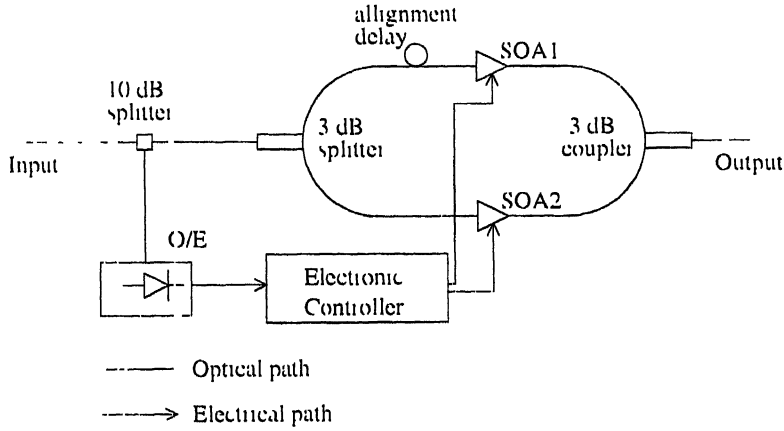 allignment
delay
SOA1
10 dB
splitter
3 dB
splitter
3 dB
coupler
Input
Output
SOA2
O/E
Electronic
Controller
Optical path
Electrical path